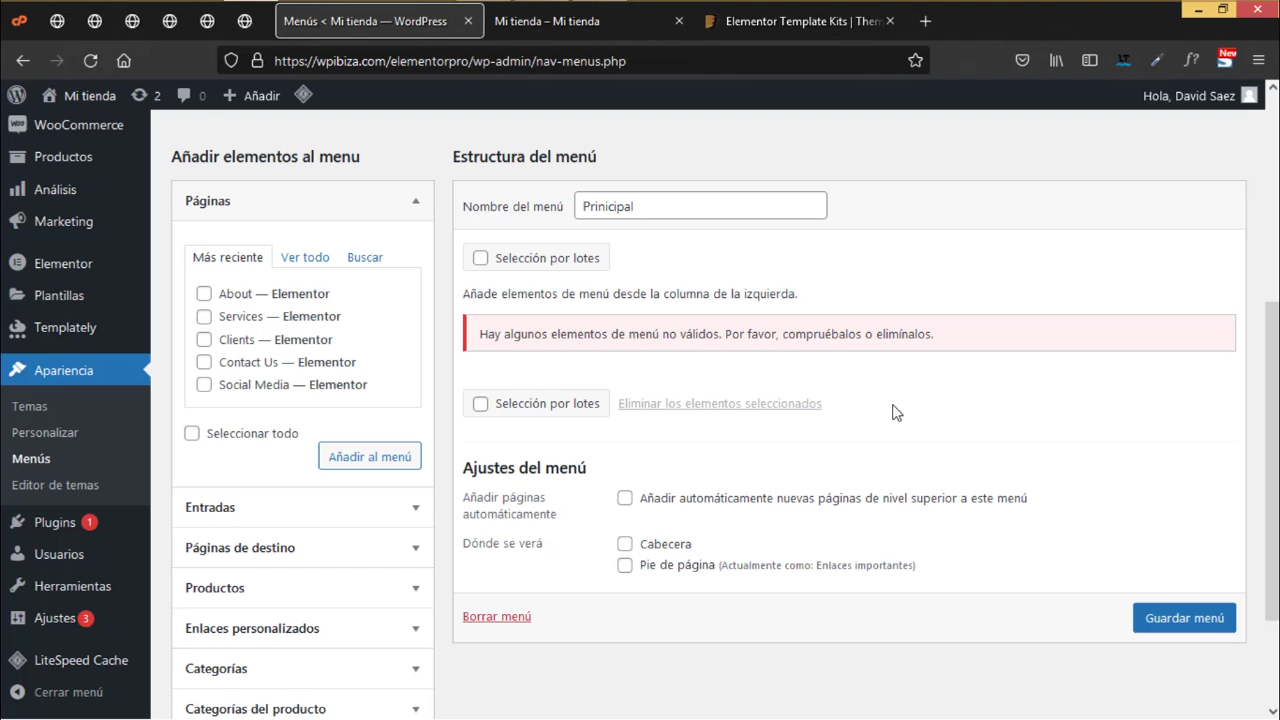 Menús < Mi tienda — WordPress
Mi tienda – Mi tienda
Elementor Template Kits | Them
https://wpibiza.com/elementorpro/wp-admin/nav-menus.php
LT
f?
New
Mi tienda
2
0
Añadir
Hola, David Saez
WooCommerce
Productos
Análisis
Marketing
Elementor
Plantillas
Templately
Apariencia
Temas
Personalizar
Menús
Editor de temas
Plugins 1
Usuarios
Herramientas
Ajustes 3
LiteSpeed Cache
Cerrar menú
Añadir elementos al menu
Páginas
Más reciente
Ver todo
Buscar
About — Elementor
Services — Elementor
Clients — Elementor
Contact Us — Elementor
Social Media — Elementor
Seleccionar todo
Añadir al menú
Entradas
Páginas de destino
Productos
Enlaces personalizados
Categorías
Categorías del producto
Estructura del menú
Nombre del menú
Prinicipal
Selección por lotes
Añade elementos de menú desde la columna de la izquierda.
Hay algunos elementos de menú no válidos. Por favor, compruébalos o elimínalos.
Selección por lotes
Eliminar los elementos seleccionados
Ajustes del menú
Añadir páginas
automáticamente
Añadir automáticamente nuevas páginas de nivel superior a este menú
Dónde se verá
Cabecera
Pie de página (Actualmente como: Enlaces importantes)
Borrar menú
Guardar menú